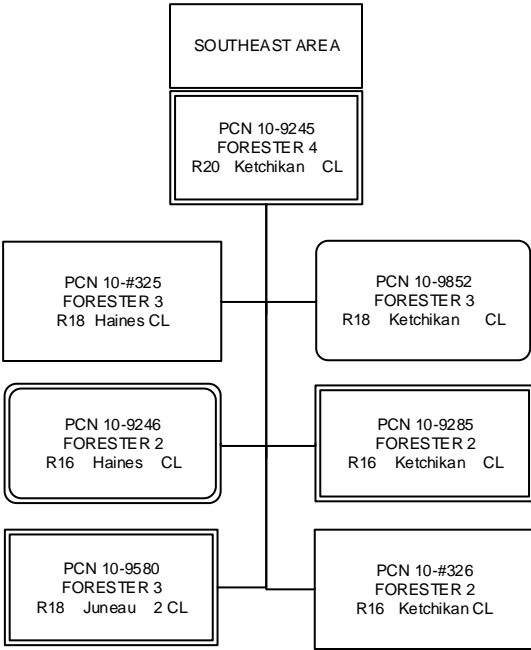 SOUTHEAST AREA
PCN 10-9245
FORESTER 4
R20 Ketchikan CL
PCN 10-#325
FORESTER 3
R18 Haines CL
PCN 10-9852
FORESTER 3
R18 Ketchikan CL
PCN 10-9246
FORESTER 2
R16 Haines CL
PCN 10-9285
FORESTER 2
R16 Ketchikan CL
PCN 10-9580
FORESTER 3
R18 Juneau 2 CL
PCN 10-#326
FORESTER 2
R16 Ketchikan CL